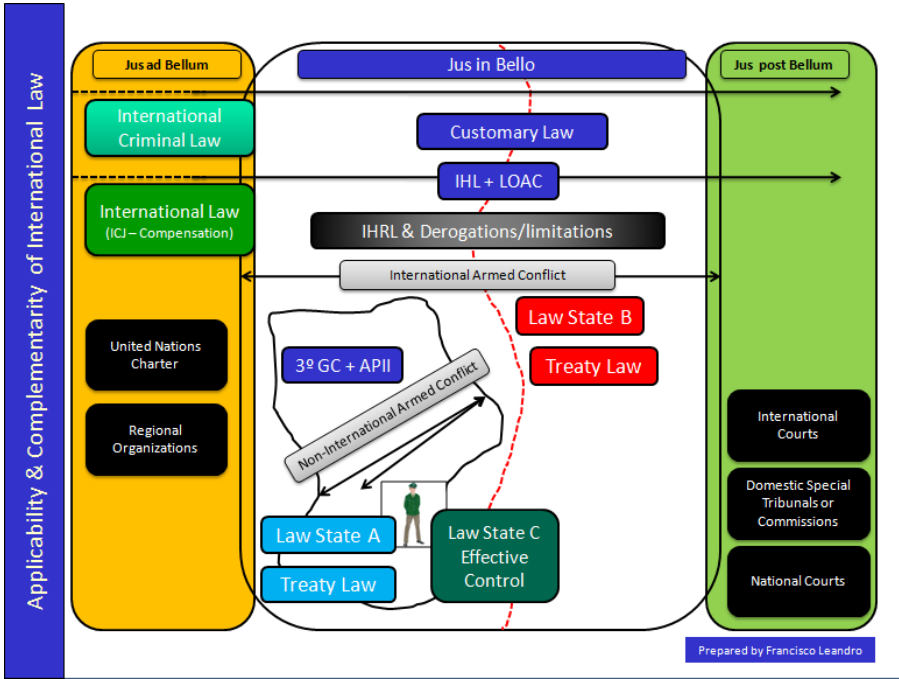 Applicability & Complementarity of International Law
Jus ad Bellum
Jus in Bello
Jus post Bellum
International
Criminal Law
Customary Law
IHL + LOAC
International Law
(ICJ – Compensation)
IHRL & Derogations/limitations
International Armed Conflict
Law State B
United Nations
Charter
3º GC + APII
Treaty Law
Non-International Armed Conflict
Regional
Organizations
International
Courts
Domestic Special
Tribunals or
Commissions
Law State A
Law State C
Effective
Control
Treaty Law
National Courts
Prepared by Francisco Leandro